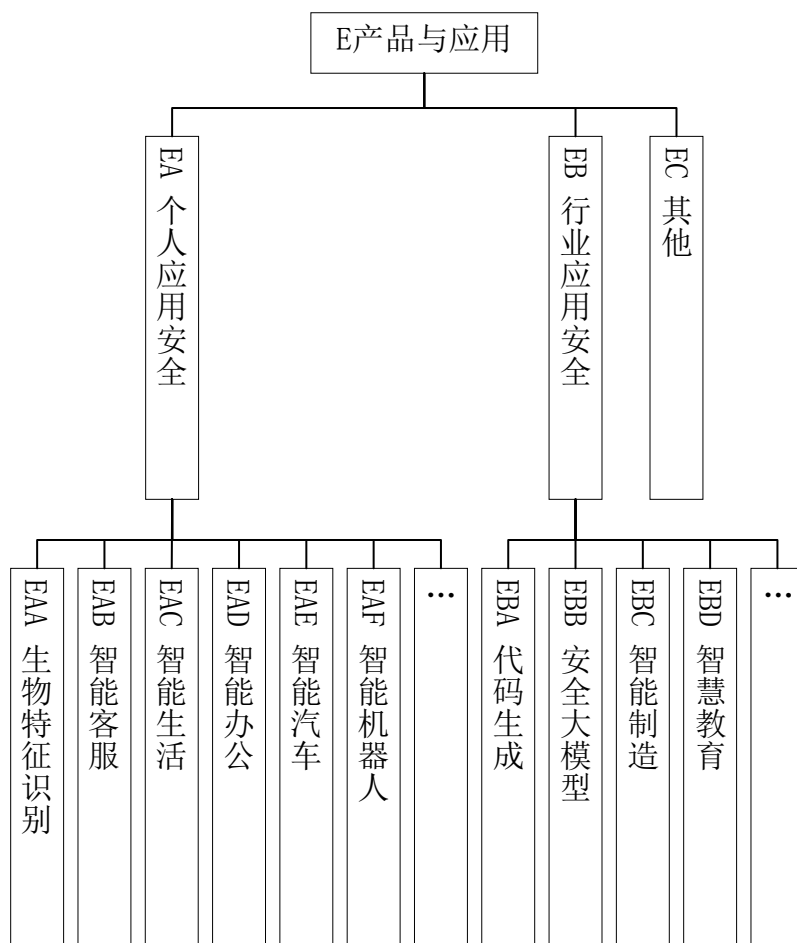 E产品与应用
EA 个人应用安全
EB 行业应用安全
EC 其他
EAA 生物特征识别
EAB 智能客服
EAC 智能生活
EAD 智能办公
EAE 智能汽车
EAF 智能机器人
…
EBA 代码生成
EBB 安全大模型
EBC 智能制造
EBD 智慧教育
…